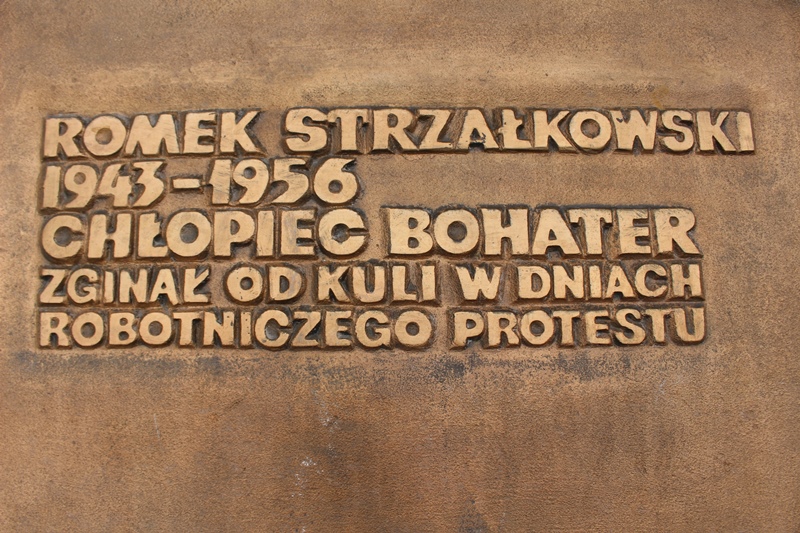 ROMEK STRZAŁKOWSKI
1943-1956
CHŁOPIEC BOHATER
ZGINAŁ OD KULI W DNIACH
ROBOTNICZEGO PROTESTU